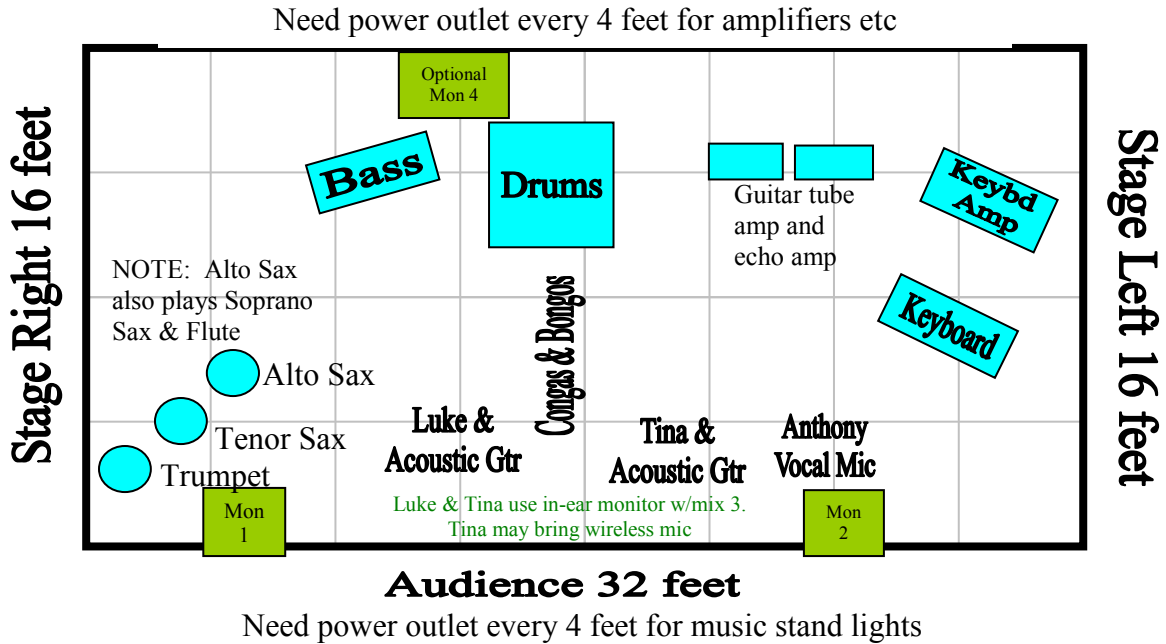 Need power outlet every 4 feet for amplifiers etc
Optional
Mon 4
Stage Right 16 feet
Stage Left 16 feet
Bass
Drums
Guitar tube
amp and
echo amp
Keybd
Amp
NOTE:  Alto Sax
also plays Soprano
Sax & Flute
Congas & Bongos
Keyboard
Alto Sax
Tenor Sax
Trumpet
Luke &
Acoustic Gtr
Tina &
Acoustic Gtr
Anthony
Vocal Mic
Mon
1
Luke & Tina use in-ear monitor w/mix 3.
Tina may bring wireless mic
Mon
2
Audience 32 feet
Need power outlet every 4 feet for music stand lights